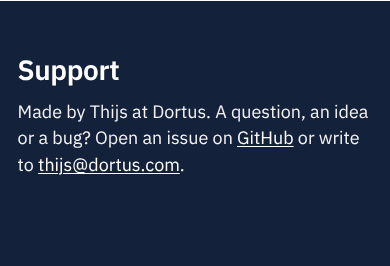 Support
Made by Thijs at Dortus. A question, an idea
or a bug? Open an issue on GitHub or write
to thijs@dortus.com.